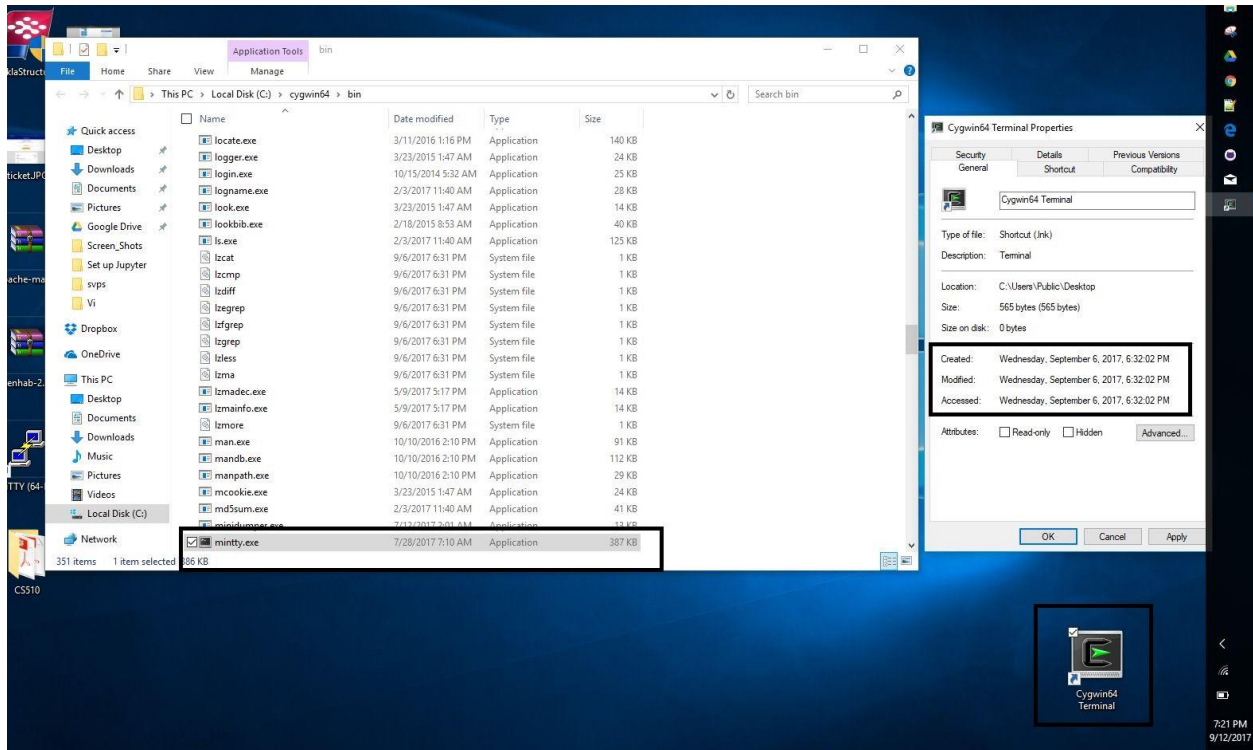 klaStructu
ticket.JPG
ache-ma
enhab-2.
TTY (64-
CS510
Application Tools bin
File Home Share View Manage
This PC > Local Disk (C:) > cygwin64 > bin
Search bin
Quick access
Desktop
Downloads
Documents
Pictures
Google Drive
Screen_Shots
Set up Jupyter
svps
Vi
Dropbox
OneDrive
This PC
Desktop
Documents
Downloads
Music
Pictures
Videos
Local Disk (C:)
Network
Name Date modified Type Size
locate.exe 3/11/2016 1:16 PM Application 140 KB
logger.exe 3/23/2015 1:47 AM Application 24 KB
login.exe 10/15/2014 5:32 AM Application 25 KB
logname.exe 2/3/2017 11:40 AM Application 28 KB
look.exe 3/23/2015 1:47 AM Application 14 KB
lookbib.exe 2/18/2015 8:53 AM Application 40 KB
ls.exe 2/3/2017 11:40 AM Application 125 KB
lzcat 9/6/2017 6:31 PM System file 1 KB
lzcmp 9/6/2017 6:31 PM System file 1 KB
lzdiff 9/6/2017 6:31 PM System file 1 KB
lzegrep 9/6/2017 6:31 PM System file 1 KB
lzfgrep 9/6/2017 6:31 PM System file 1 KB
lzgrep 9/6/2017 6:31 PM System file 1 KB
lzless 9/6/2017 6:31 PM System file 1 KB
lzma 9/6/2017 6:31 PM System file 1 KB
lzmadec.exe 5/9/2017 5:17 PM Application 14 KB
lzmainfo.exe 5/9/2017 5:17 PM Application 14 KB
lzmore 9/6/2017 6:31 PM System file 1 KB
man.exe 10/10/2016 2:10 PM Application 91 KB
mandb.exe 10/10/2016 2:10 PM Application 112 KB
manpath.exe 10/10/2016 2:10 PM Application 29 KB
mcookie.exe 3/23/2015 1:47 AM Application 24 KB
md5sum.exe 2/3/2017 11:40 AM Application 41 KB
minidumper.exe 7/12/2017 2:01 AM Application 13 KB
mintty.exe 7/28/2017 7:10 AM Application 387 KB
351 items 1 item selected 386 KB
Cygwin64 Terminal Properties
Security Details Previous Versions
General Shortcut Compatibility
Cygwin64 Terminal
Type of file: Shortcut (.lnk)
Description: Terminal
Location: C:\Users\Public\Desktop
Size: 565 bytes (565 bytes)
Size on disk: 0 bytes
Created: Wednesday, September 6, 2017, 6:32:02 PM
Modified: Wednesday, September 6, 2017, 6:32:02 PM
Accessed: Wednesday, September 6, 2017, 6:32:02 PM
Attributes: Read-only Hidden Advanced...
OK Cancel Apply
Cygwin64
Terminal
7:21 PM
9/12/2017